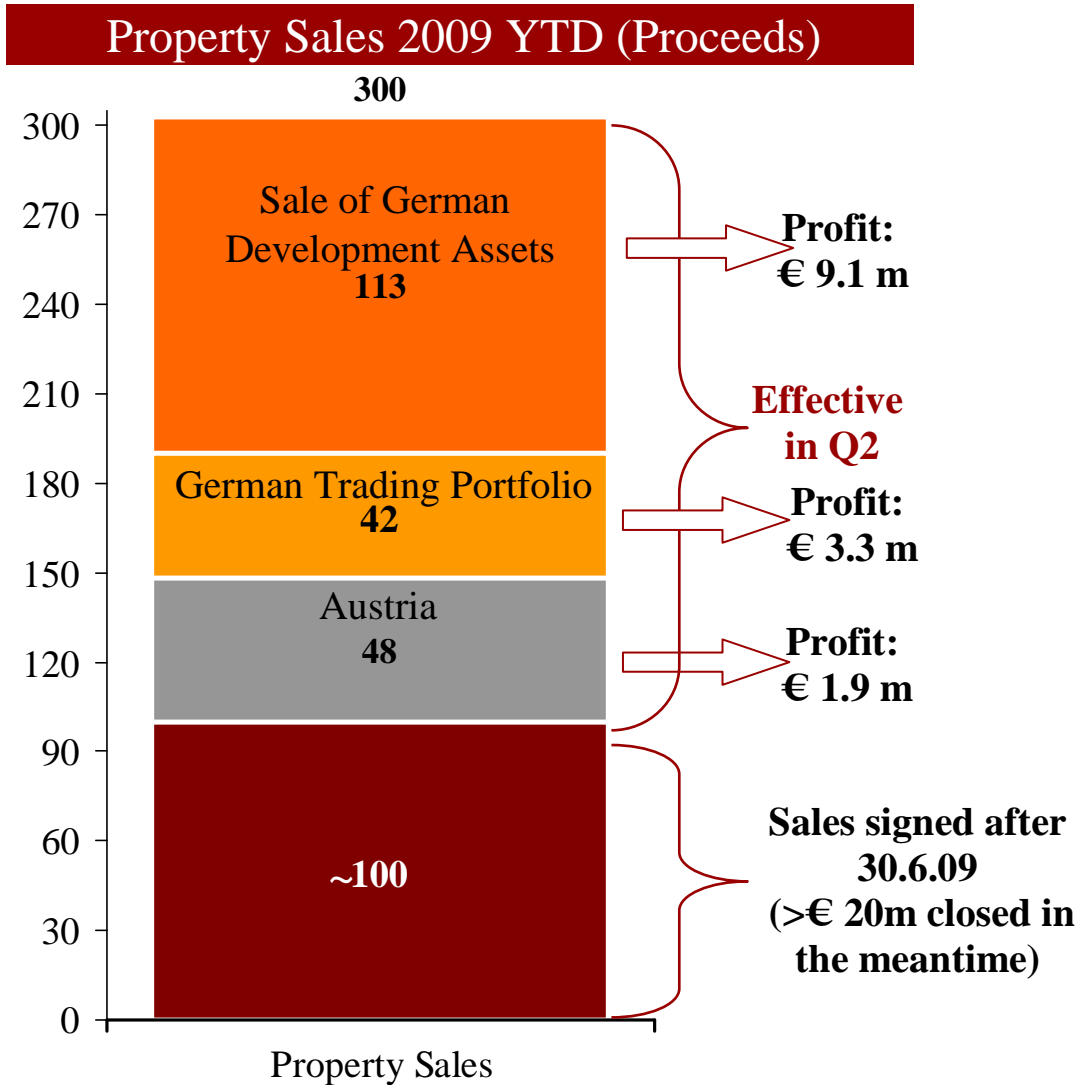 Property Sales 2009 YTD (Proceeds)
300
300
270
240
210
180
150
120
90
60
30
0
Sale of German
Development Assets
113
German Trading Portfolio
42
Austria
48
~100
Property Sales
Profit:
€ 9.1 m
Effective
in Q2
Profit:
€ 3.3 m
Profit:
€ 1.9 m
Sales signed after
30.6.09
(>€ 20m closed in
the meantime)